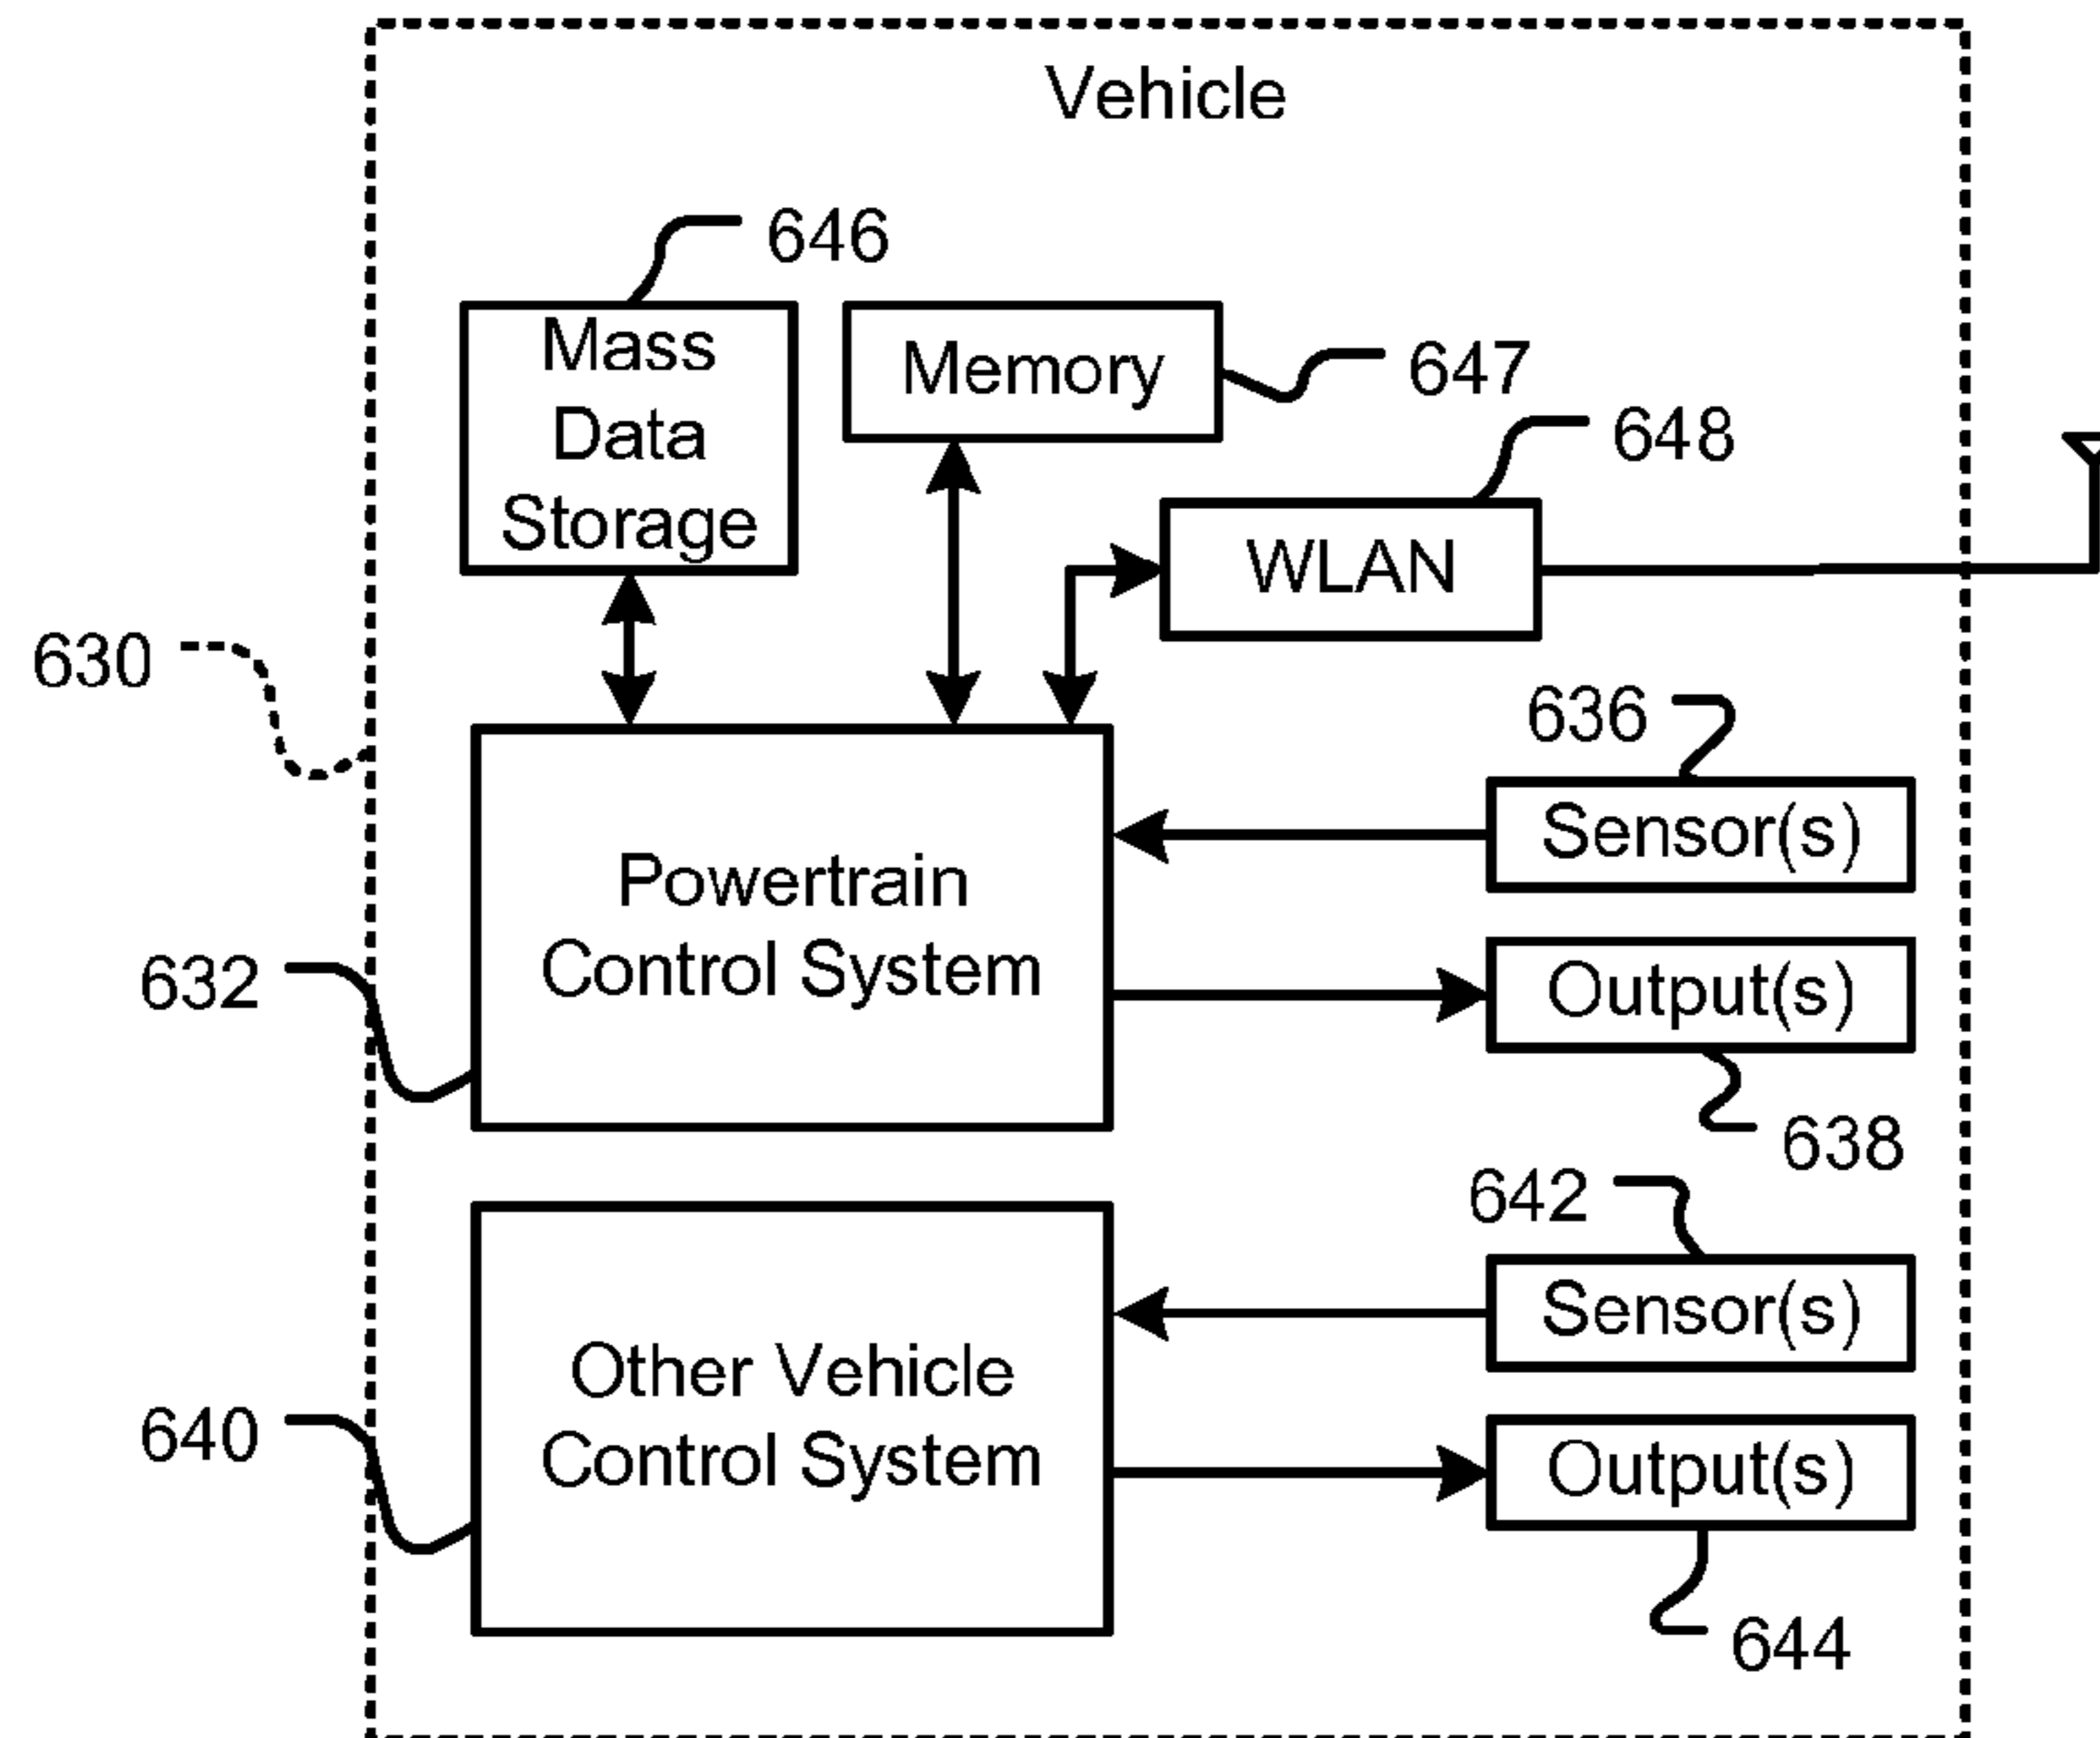 Vehicle
646
Mass
Data
Storage
Memory
647
648
WLAN
630
636
Sensor(s)
Powertrain
Control System
632
Output(s)
638
642
Sensor(s)
Other Vehicle
Control System
640
Output(s)
644